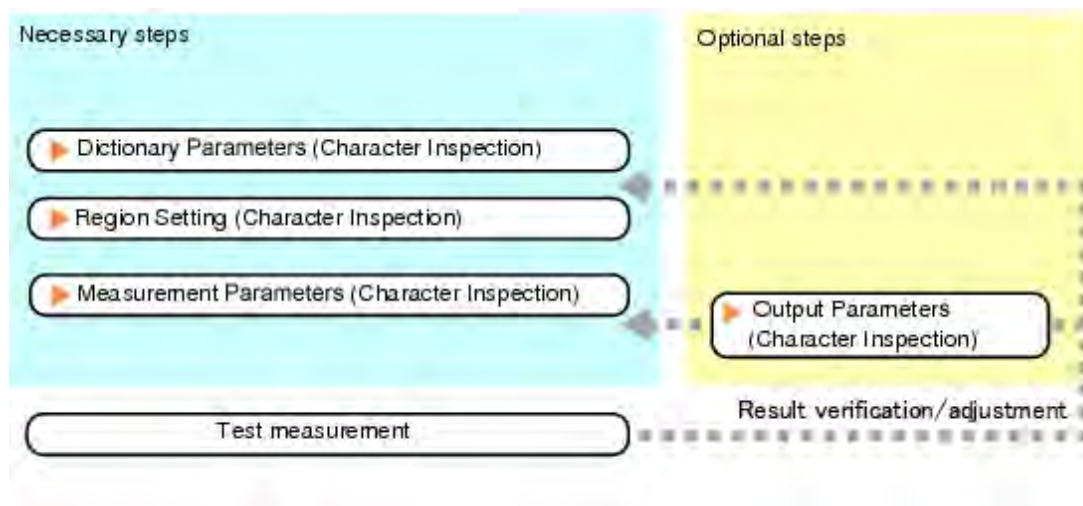 Necessary steps
Optional steps
Dictionary Parameters (Character Inspection)
Region Setting (Character Inspection)
Measurement Parameters (Character Inspection)
Output Parameters
(Character Inspection)
Result verification/adjustment
Test measurement